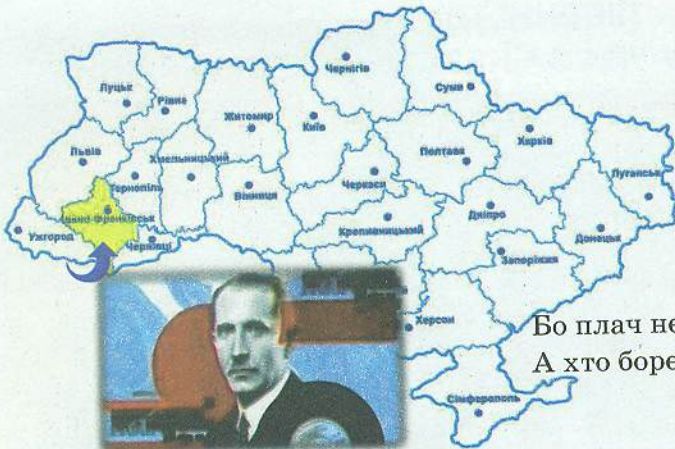 Чернігів
Суми
Луцьк
Рівне
Житомир
Київ
Харків
Львів
Хмельницький
Полтава
Луганськ
Тернопіль
Вінниця
Черкаси
Івано-Франківськ
Дніпро
Ужгород
Чернівці
Кропивницький
Донецьк
Запоріжжя
Херсон
Бо плач не
А хто боре
Сімферополь